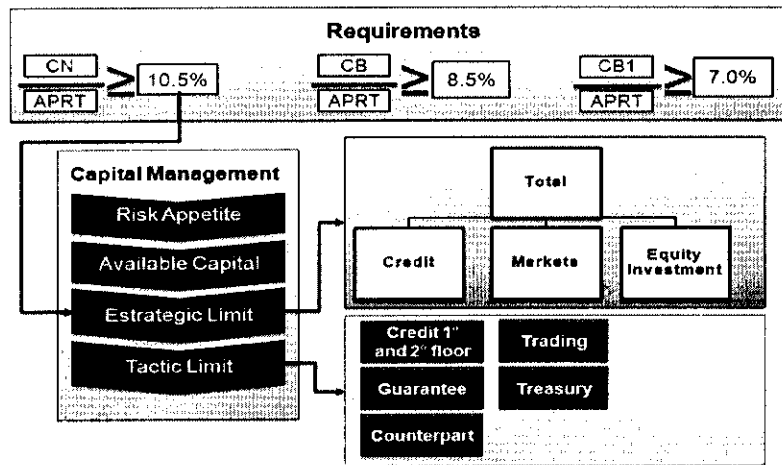 Requirements
CN
APRT
≥
10.5%
CB
APRT
≥
8.5%
CB1
APRT
≥
7.0%
Capital Management
Risk Appetite
Available Capital
Estrategic Limit
Tactic Limit
Total
Credit
Markets
Equity
Investment
Credit 1°
and 2° floor
Trading
Guarantee
Treasury
Counterpart